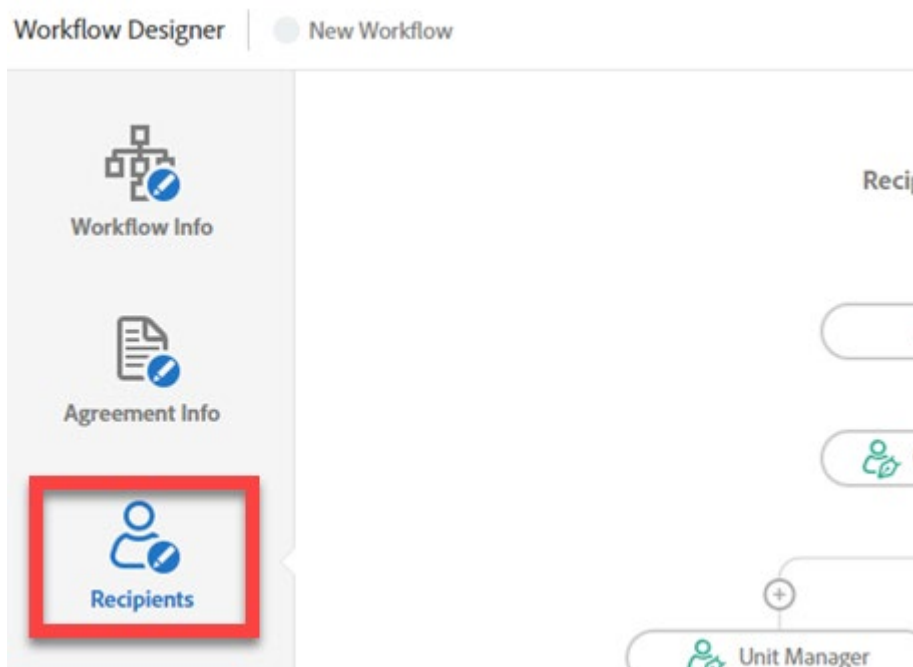 Workflow Designer
New Workflow
Workflow Info
Agreement Info
Recipients
Unit Manager